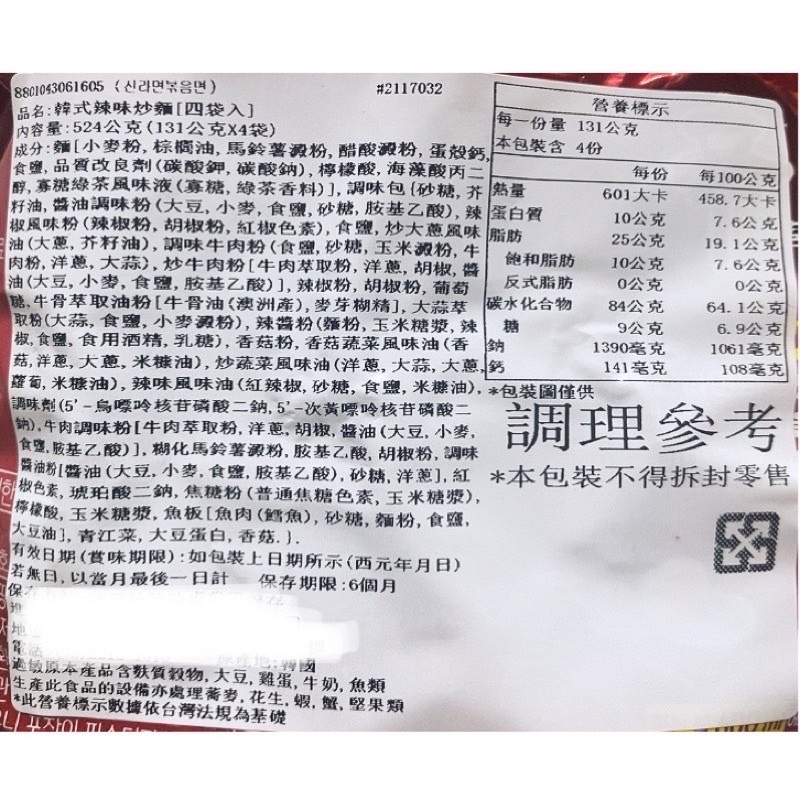 8801043061605 (신라면볶음면) #2117032
品名:韓式辣味炒麵[四袋入]
內容量:524公克(131公克X4袋)
成分:麵[小麥粉, 棕櫚油, 馬鈴薯澱粉, 醋酸澱粉, 蛋殼鈣,
食鹽, 品質改良劑(碳酸鉀, 碳酸鈉), 檸檬酸, 海藻酸丙二
醇, 寡糖綠茶風味液(寡糖, 綠茶香料)], 調味包{砂糖, 芥
籽油, 醬油調味粉(大豆, 小麥, 食鹽, 砂糖, 胺基乙酸), 辣
椒風味粉(辣椒粉, 胡椒粉, 紅椒色素), 食鹽, 炒大蔥風味
油(大蔥, 芥籽油), 調味牛肉粉(食鹽, 砂糖, 玉米澱粉, 牛
肉粉, 洋蔥, 大蒜), 炒牛肉粉[牛肉萃取粉, 洋蔥, 胡椒, 醬
油(大豆, 小麥, 食鹽, 胺基乙酸)], 辣椒粉, 胡椒粉, 葡萄
糖, 牛骨萃取油粉[牛骨油(澳洲產), 麥芽糊精], 大蒜萃
取粉(大蒜, 食鹽, 小麥澱粉), 辣醬粉(麵粉, 玉米糖漿, 辣
椒, 食鹽, 食用酒精, 乳糖), 香菇粉, 香菇蔬菜風味油(香
菇, 洋蔥, 大蔥, 米糠油), 炒蔬菜風味油(洋蔥, 大蒜, 大蔥,
蘿蔔, 米糠油), 辣味風味油(紅辣椒, 砂糖, 食鹽, 米糠油),
調味劑(5'-鳥嘌呤核苷磷酸二鈉, 5'-次黃嘌呤核苷磷酸二
鈉), 牛肉調味粉[牛肉萃取粉, 洋蔥, 胡椒, 醬油(大豆, 小麥,
食鹽, 胺基乙酸)], 糊化馬鈴薯澱粉, 胺基乙酸, 胡椒粉, 調味
醬油粉[醬油(大豆, 小麥, 食鹽, 胺基乙酸), 砂糖, 洋蔥], 紅
椒色素, 琥珀酸二鈉, 焦糖粉(普通焦糖色素, 玉米糖漿),
檸檬酸, 玉米糖漿, 魚板[魚肉(鱈魚), 砂糖, 麵粉, 食鹽,
大豆油], 青江菜, 大豆蛋白, 香菇.}.
有效日期(賞味期限):如包裝上日期所示(西元年月日)
若無日, 以當月最後一日計 保存期限:6個月
保存
進
地
電話
原產地:韓國
過敏原本產品含麩質穀物, 大豆, 雞蛋, 牛奶, 魚類
生產此食品的設備亦處理蕎麥, 花生, 蝦, 蟹, 堅果類
*此營養標示數據依台灣法規為基礎
營養標示
每一份量 131公克
本包裝含 4份
每份 每100公克
熱量 601大卡 458.7大卡
蛋白質 10公克 7.6公克
脂肪 25公克 19.1公克
飽和脂肪 10公克 7.6公克
反式脂肪 0公克 0公克
碳水化合物 84公克 64.1公克
糖 9公克 6.9公克
鈉 1390毫克 1061毫克
鈣 141毫克 108毫克
*包裝圖僅供
調理參考
*本包裝不得拆封零售